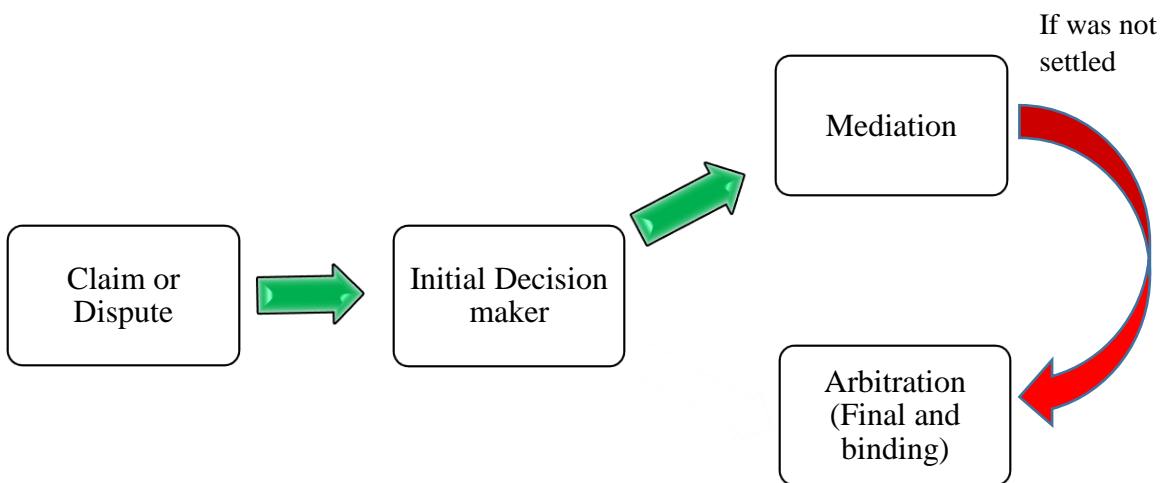 If was not
settled
Mediation
Claim or
Dispute
Initial Decision
maker
Arbitration
(Final and
binding)